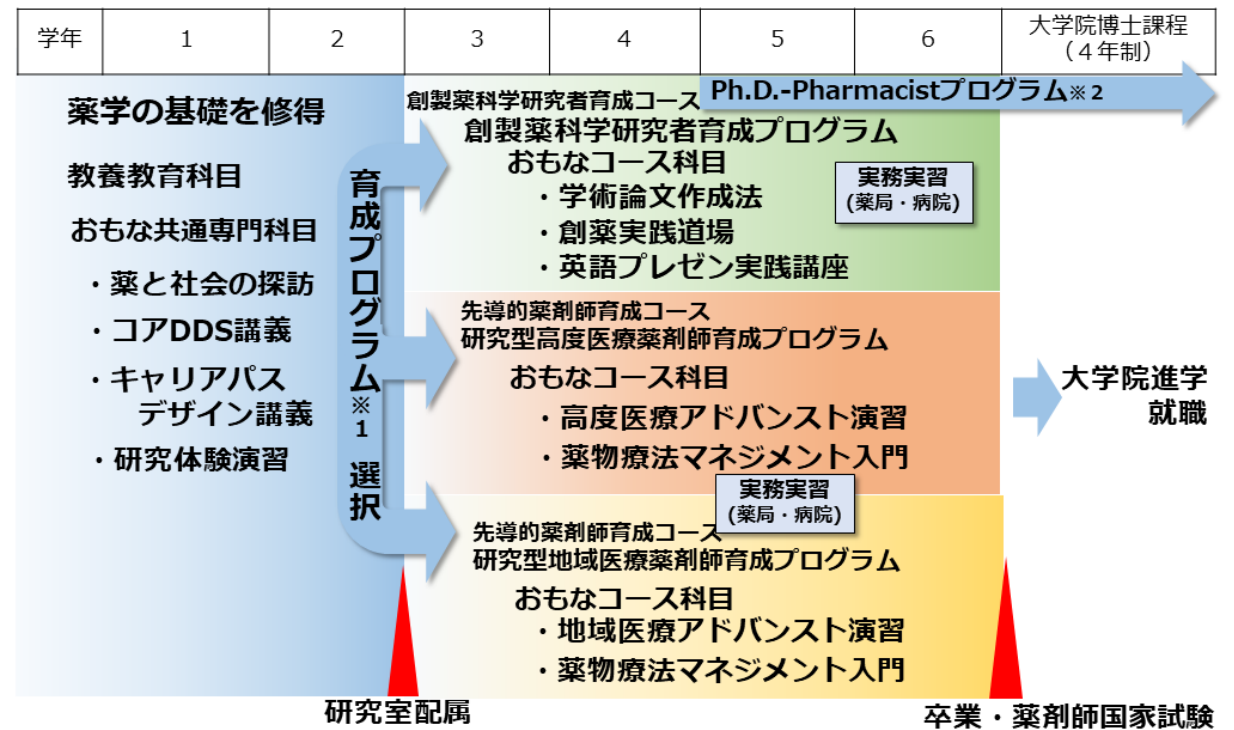 学年
1
2
3
4
5
6
大学院博士課程
（４年制）
薬学の基礎を修得
教養教育科目
おもな共通専門科目
・薬と社会の探訪
・コアDDS講義
・キャリアパス
デザイン講義
・研究体験演習
育成プログラム※1 選択
Ph.D.-Pharmacistプログラム※２
創製薬科学研究者育成コース
創製薬科学研究者育成プログラム
おもなコース科目
・学術論文作成法
・創薬実践道場
・英語プレゼン実践講座
実務実習
(薬局・病院)
先導的薬剤師育成コース
研究型高度医療薬剤師育成プログラム
おもなコース科目
・高度医療アドバンスト演習
・薬物療法マネジメント入門
実務実習
(薬局・病院)
先導的薬剤師育成コース
研究型地域医療薬剤師育成プログラム
おもなコース科目
・地域医療アドバンスト演習
・薬物療法マネジメント入門
大学院進学
就職
研究室配属
卒業・薬剤師国家試験